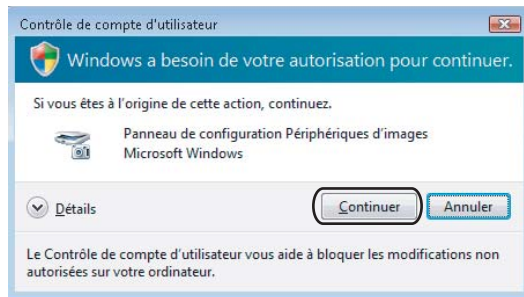 Contrôle de compte d'utilisateur
Windows a besoin de votre autorisation pour continuer.
Si vous êtes à l'origine de cette action, continuez.
Panneau de configuration Périphériques d'images
Microsoft Windows
Détails
Continuer
Annuler
Le Contrôle de compte d'utilisateur vous aide à bloquer les modifications non
autorisées sur votre ordinateur.